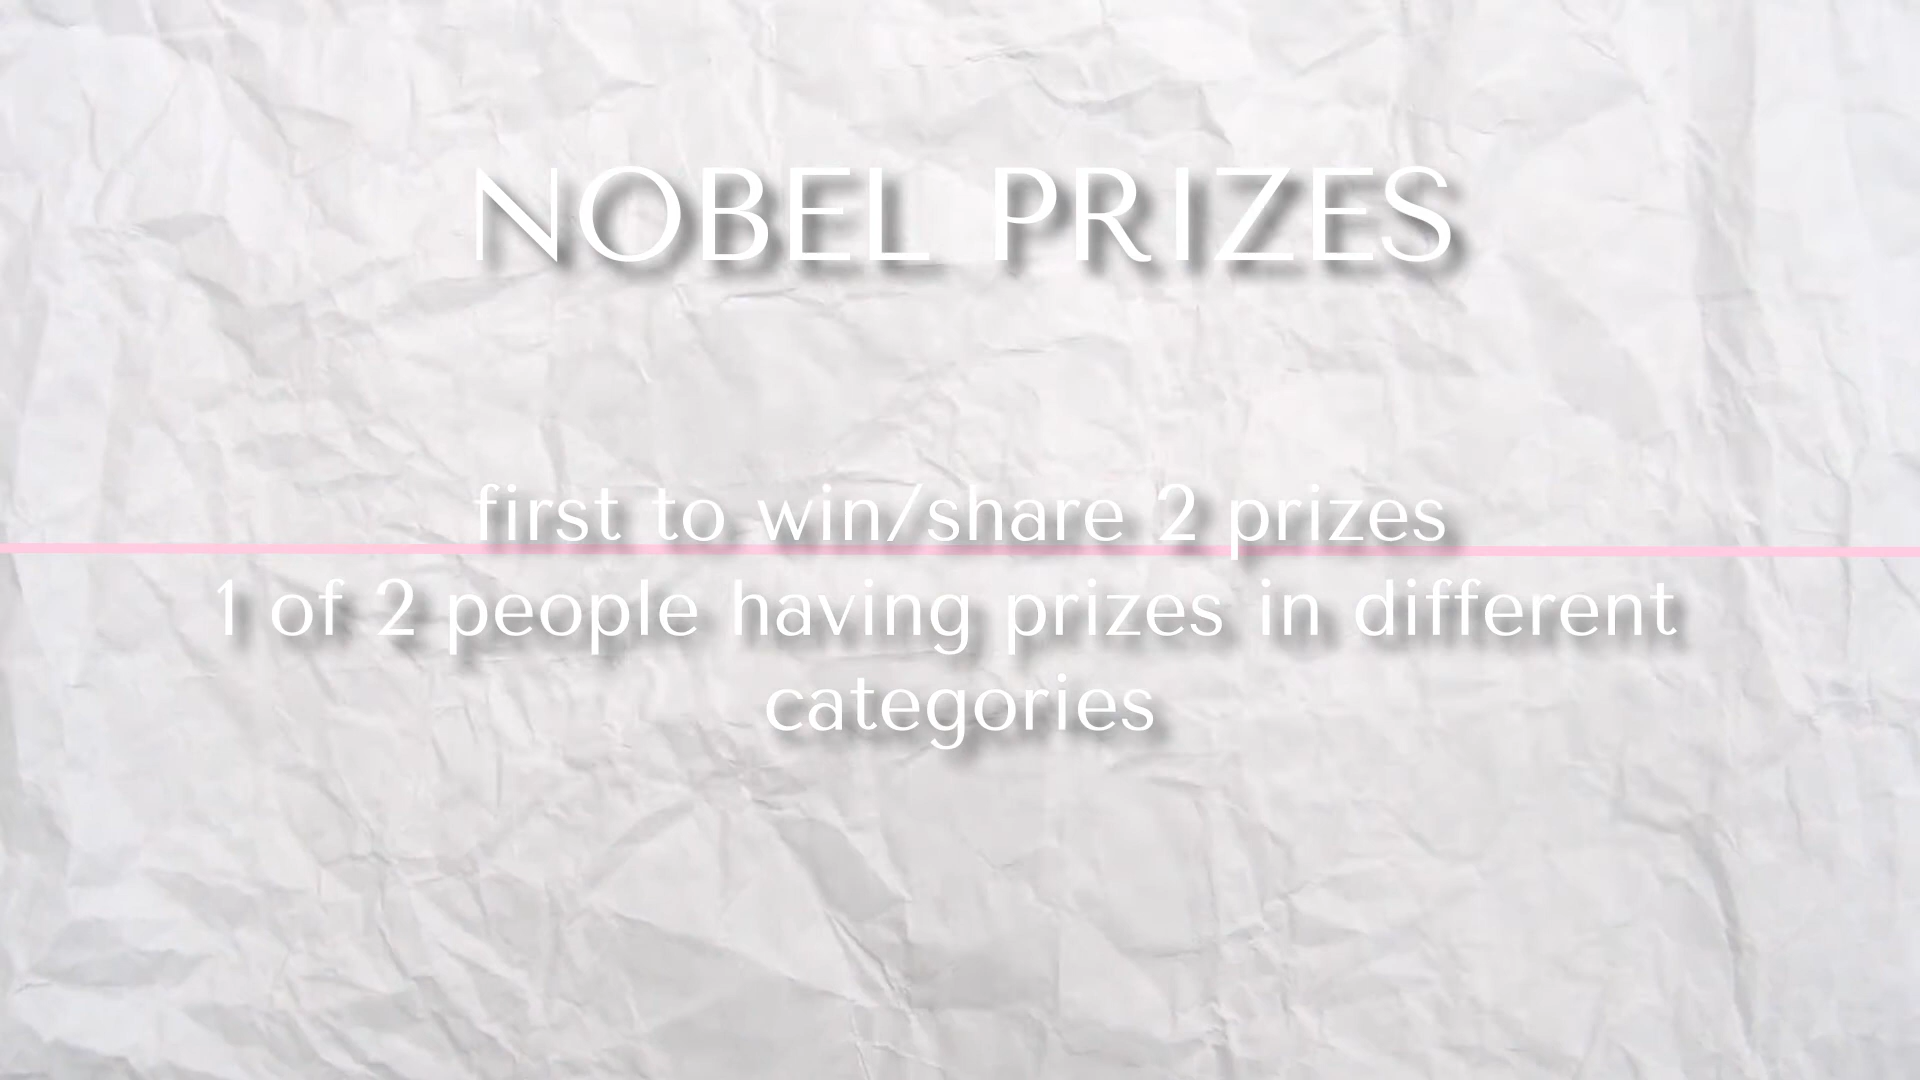 NOBEL PRIZES
first to win/share 2 prizes
1 of 2 people having prizes in different
categories